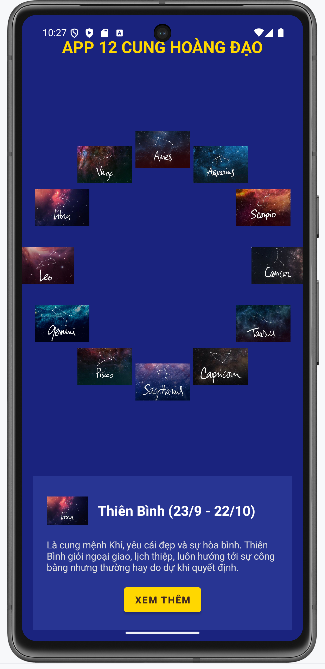 10:27
APP 12 CUNG HOÀNG ĐẠO
Aries
Virgo
Aquarius
Libra
Scorpio
Leo
Cancer
Gemini
Taurus
Pisces
Capricorn
Sagittarius
Libra
Thiên Bình (23/9 - 22/10)
Là cung mệnh Khí, yêu cái đẹp và sự hòa bình. Thiên
Bình giỏi ngoại giao, lịch thiệp, luôn hướng tới sự công
bằng nhưng thường hay do dự khi quyết định.
XEM THÊM